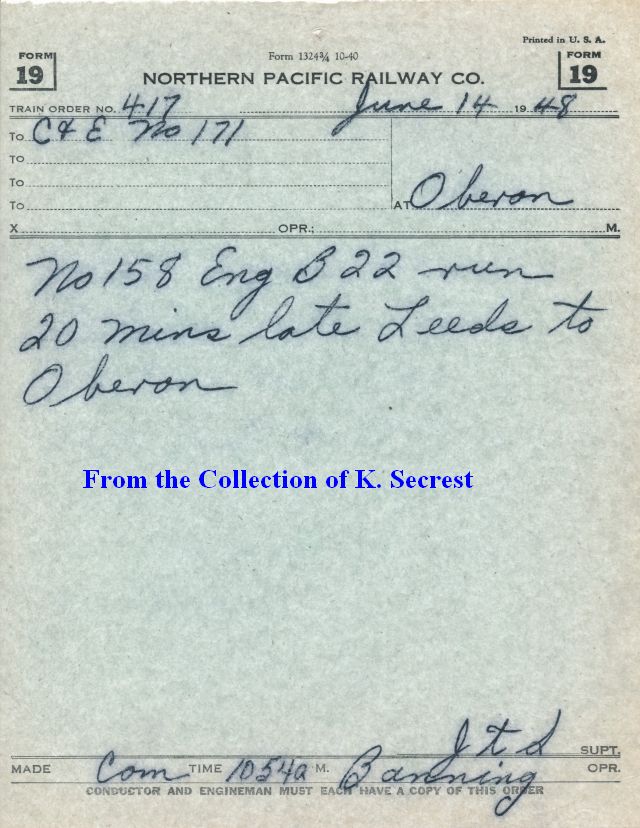 Printed in U. S. A.
FORM 19
Form 1324¾ 10-40
FORM 19
NORTHERN PACIFIC RAILWAY CO.
TRAIN ORDER NO. 417 June 14 1948
To C & E No 171
To
To
To
AT Oberon
X OPR.: M.
No 158 Eng B 22 run
20 mins late Leeds to
Oberon
From the Collection of K. Secrest
J t d SUPT.
MADE Com TIME 1054a M. Banning OPR.
CONDUCTOR AND ENGINEMAN MUST EACH HAVE A COPY OF THIS ORDER